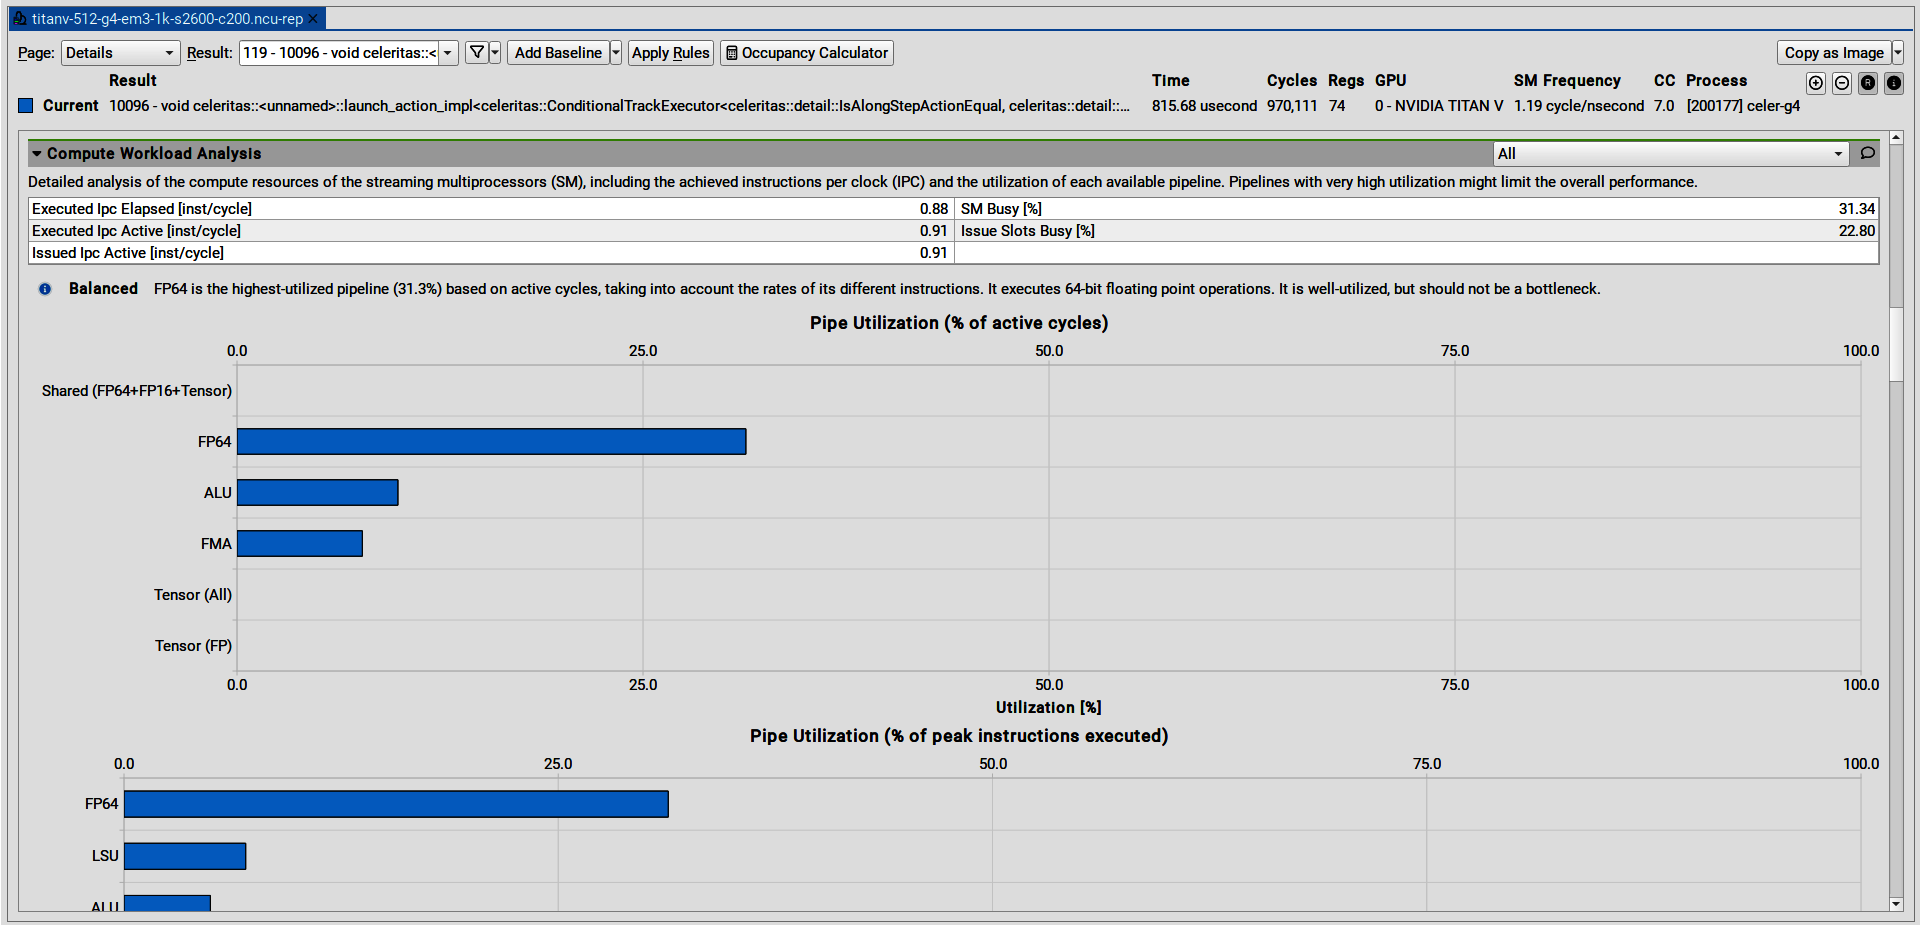 titanv-512-g4-em3-1k-s2600-c200.ncu-rep ×
Page: Details Result: 119 - 10096 - void celeritas::< Add Baseline Apply Rules Occupancy Calculator Copy as Image
Result Time Cycles Regs GPU SM Frequency CC Process
Current 10096 - void celeritas::<unnamed>::launch_action_impl<celeritas::ConditionalTrackExecutor<celeritas::detail::IsAlongStepActionEqual, celeritas::detail::... 815.68 usecond 970,111 74 0 - NVIDIA TITAN V 1.19 cycle/nsecond 7.0 [200177] celer-g4
Compute Workload Analysis All
Detailed analysis of the compute resources of the streaming multiprocessors (SM), including the achieved instructions per clock (IPC) and the utilization of each available pipeline. Pipelines with very high utilization might limit the overall performance.
Executed Ipc Elapsed [inst/cycle] 0.88 SM Busy [%] 31.34
Executed Ipc Active [inst/cycle] 0.91 Issue Slots Busy [%] 22.80
Issued Ipc Active [inst/cycle] 0.91
Balanced FP64 is the highest-utilized pipeline (31.3%) based on active cycles, taking into account the rates of its different instructions. It executes 64-bit floating point operations. It is well-utilized, but should not be a bottleneck.
Pipe Utilization (% of active cycles)
0.0 25.0 50.0 75.0 100.0
Shared (FP64+FP16+Tensor)
FP64
ALU
FMA
Tensor (All)
Tensor (FP)
0.0 25.0 50.0 75.0 100.0
Utilization [%]
Pipe Utilization (% of peak instructions executed)
0.0 25.0 50.0 75.0 100.0
FP64
LSU
ALU